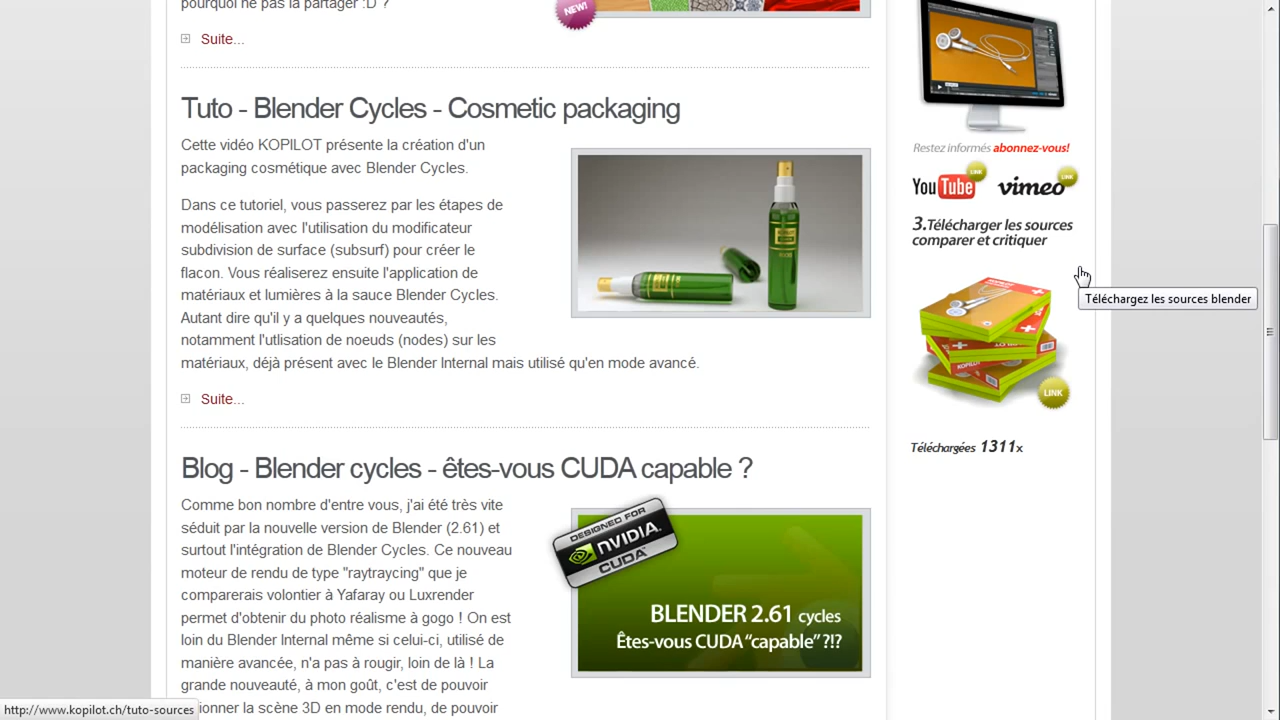 pourquoi ne pas la partager :D ?
NEW!
Suite...
Tuto - Blender Cycles - Cosmetic packaging
Cette vidéo KOPILOT présente la création d'un
packaging cosmétique avec Blender Cycles.
Dans ce tutoriel, vous passerez par les étapes de
modélisation avec l'utilisation du modificateur
subdivision de surface (subsurf) pour créer le
flacon. Vous réaliserez ensuite l'application de
matériaux et lumières à la sauce Blender Cycles.
Autant dire qu'il y a quelques nouveautés,
notamment l'utlisation de noeuds (nodes) sur les
matériaux, déjà présent avec le Blender Internal mais utilisé qu'en mode avancé.
Suite...
Blog - Blender cycles - êtes-vous CUDA capable ?
Comme bon nombre d'entre vous, j'ai été très vite
séduit par la nouvelle version de Blender (2.61) et
surtout l'intégration de Blender Cycles. Ce nouveau
moteur de rendu de type "raytraycing" que je
comparerais volontier à Yafaray ou Luxrender
permet d'obtenir du photo réalisme à gogo ! On est
loin du Blender Internal même si celui-ci, utilisé de
manière avancée, n'a pas à rougir, loin de là ! La
grande nouveauté, à mon goût, c'est de pouvoir
ionner la scène 3D en mode rendu, de pouvoir
DESIGNED FOR
NVIDIA
CUDA
BLENDER 2.61 cycles
Êtes-vous CUDA "capable" ?!?
Restez informés abonnez-vous!
YouTube LINK
vimeo LINK
3.Télécharger les sources
comparer et critiquer
Téléchargez les sources blender
KOPILOT
LINK
Téléchargées 1311x
http://www.kopilot.ch/tuto-sources